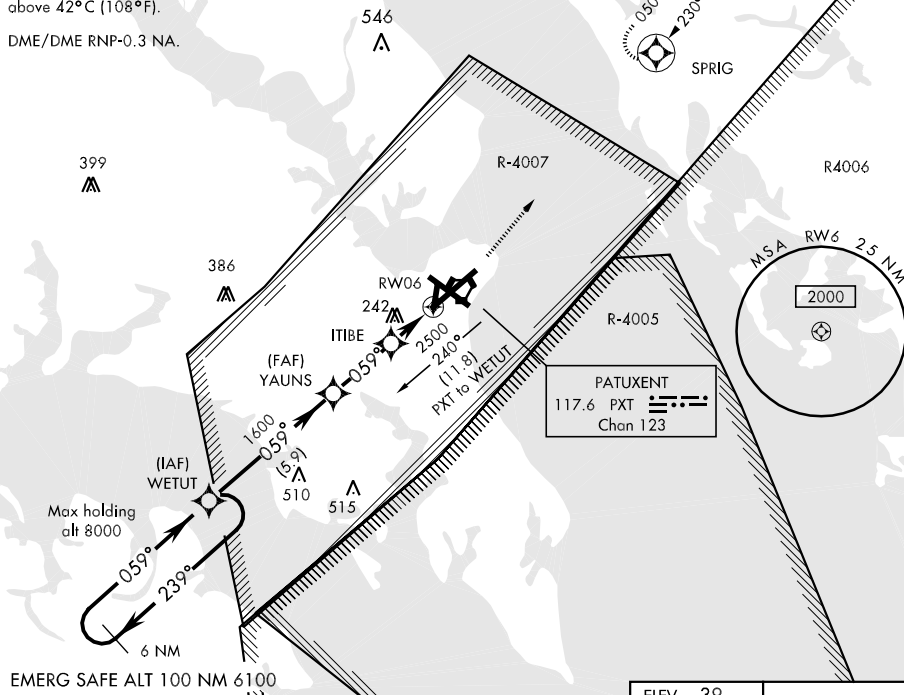 above 42°C (108°F).
DME/DME RNP-0.3 NA.
546
050
230°
SPRIG
R-4007
399
R4006
MSA RW6 25 NM
2000
386
RW06
242
ITIBE
2500
240°
(11.8)
PXT to WETUT
R-4005
(FAF)
YAUNS
059°
PATUXENT
117.6 PXT
Chan 123
1600
059°
(5.9)
510
515
(IAF)
WETUT
Max holding
alt 8000
059°
239°
6 NM
EMERG SAFE ALT 100 NM 6100
ELEV 39